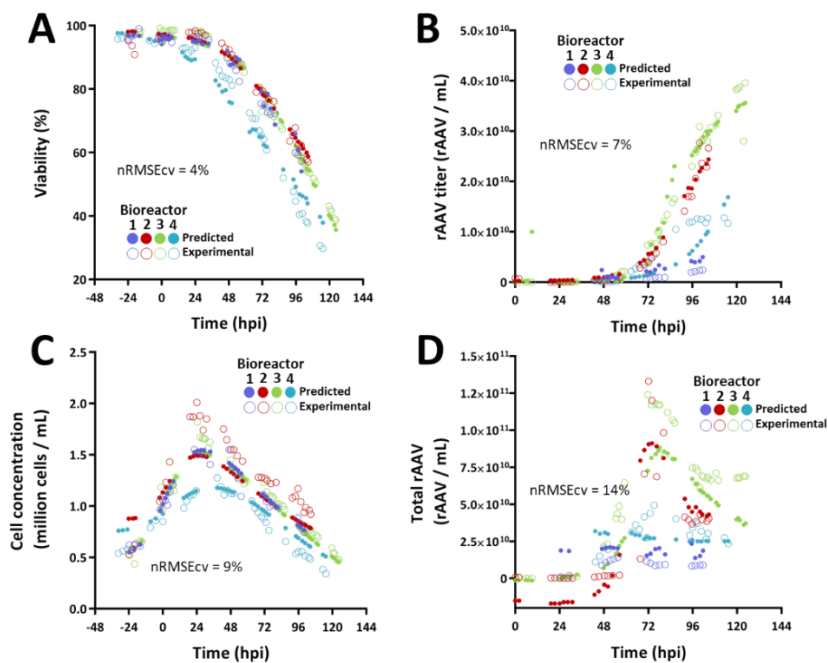 A
100
80
60
40
20
Viability (%)
nRMSEcv = 4%
Bioreactor
1 2 3 4
Predicted
Experimental
-48 -24 0 24 48 72 96 120 144
Time (hpi)
B
5.0×10¹⁰
4.0×10¹⁰
3.0×10¹⁰
2.0×10¹⁰
1.0×10¹⁰
0
rAAV titer (rAAV / mL)
Bioreactor
1 2 3 4
Predicted
Experimental
nRMSEcv = 7%
0 24 48 72 96 120 144
Time (hpi)
C
2.5
2.0
1.5
1.0
0.5
0.0
Cell concentration
(million cells / mL)
Bioreactor
1 2 3 4
Predicted
Experimental
nRMSEcv = 9%
-48 -24 0 24 48 72 96 120 144
Time (hpi)
D
1.5×10¹¹
1.3×10¹¹
1.0×10¹¹
7.5×10¹⁰
5.0×10¹⁰
2.5×10¹⁰
0
Total rAAV
(rAAV / mL)
Bioreactor
1 2 3 4
Predicted
Experimental
nRMSEcv = 14%
0 24 48 72 96 120 144
Time (hpi)